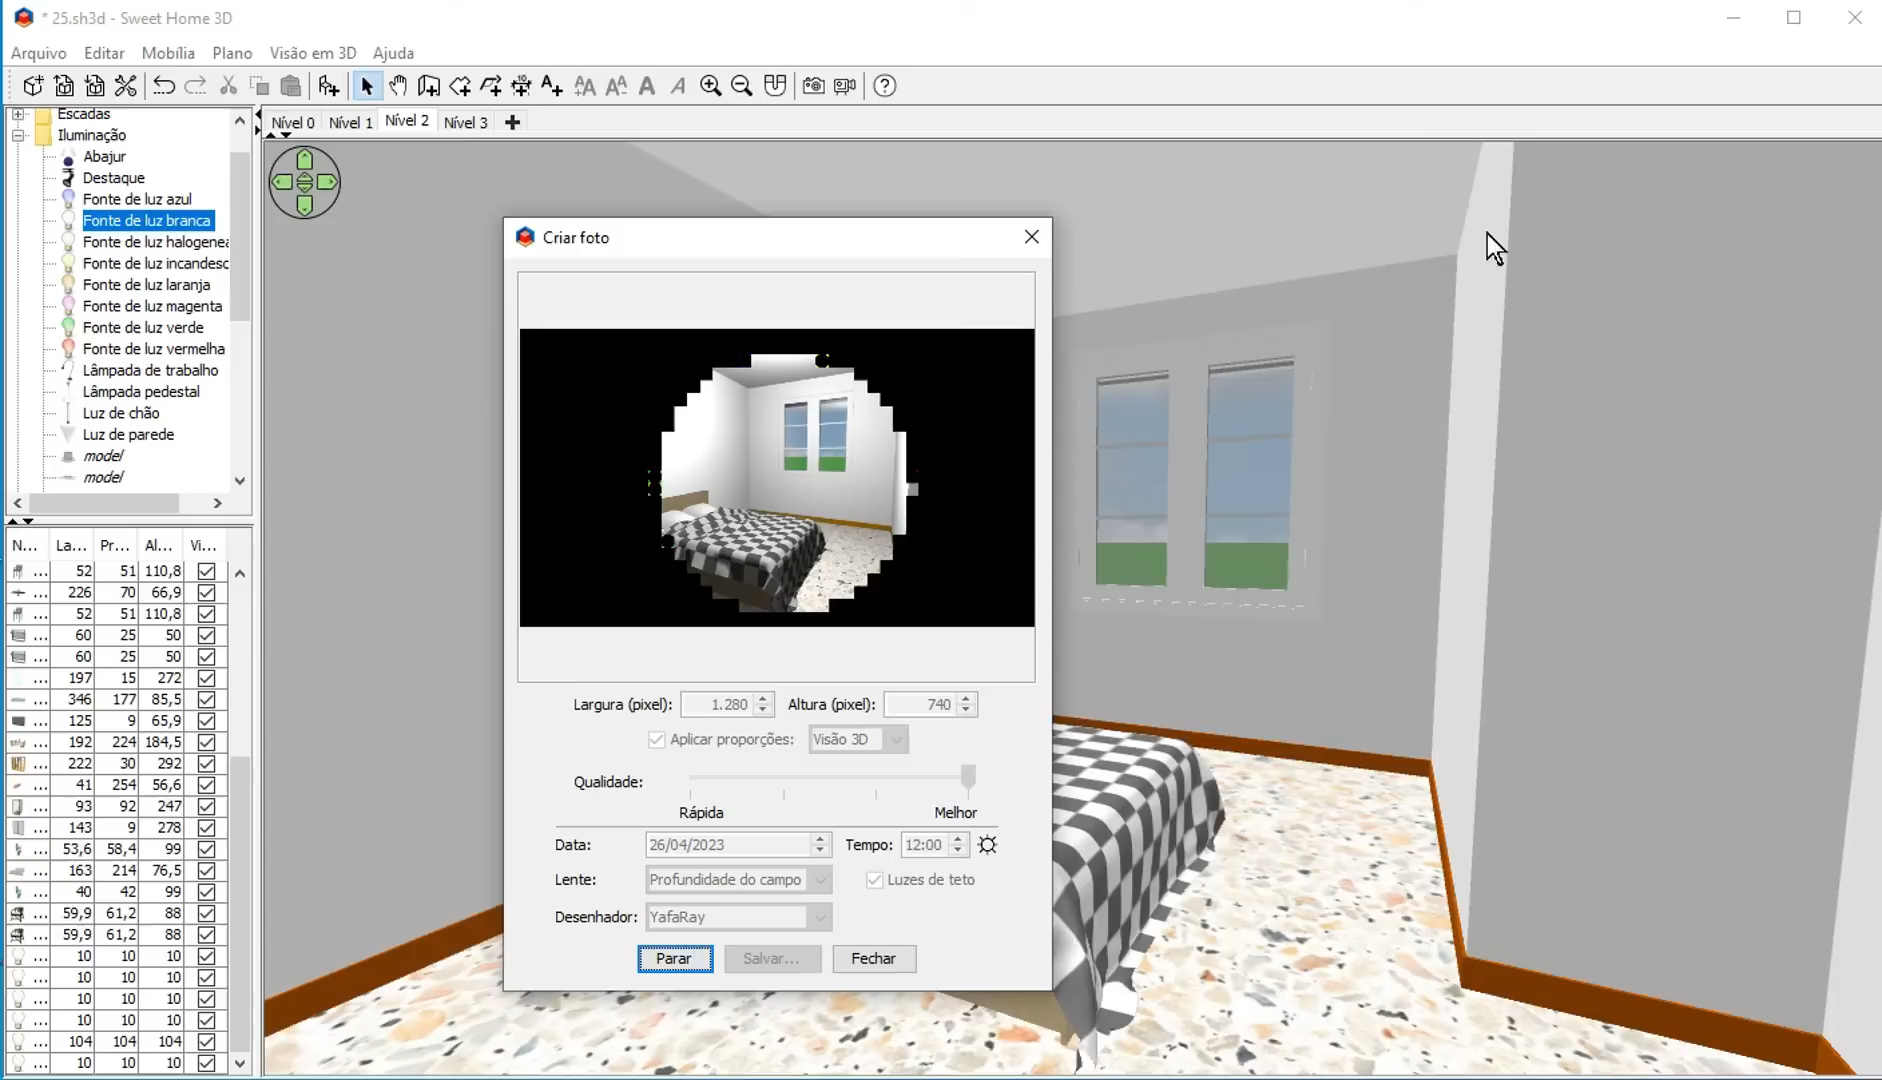 * 25.sh3d - Sweet Home 3D
Arquivo Editar Mobília Plano Visão em 3D Ajuda
Nível 0 Nível 1 Nível 2 Nível 3
Escadas
Iluminação
Abajur
Destaque
Fonte de luz azul
Fonte de luz branca
Fonte de luz halogenea
Fonte de luz incandesc
Fonte de luz laranja
Fonte de luz magenta
Fonte de luz verde
Fonte de luz vermelha
Lâmpada de trabalho
Lâmpada pedestal
Luz de chão
Luz de parede
model
model
N... La... Pr... Al... Vi...
... 52 51 110,8
... 226 70 66,9
... 52 51 110,8
... 60 25 50
... 60 25 50
... 197 15 272
... 346 177 85,5
... 125 9 65,9
... 192 224 184,5
... 222 30 292
... 41 254 56,6
... 93 92 247
... 143 9 278
... 53,6 58,4 99
... 163 214 76,5
... 40 42 99
... 59,9 61,2 88
... 59,9 61,2 88
... 10 10 10
... 10 10 10
... 10 10 10
... 10 10 10
... 104 104 104
... 10 10 10
Criar foto
Largura (pixel): 1.280 Altura (pixel): 740
Aplicar proporções: Visão 3D
Qualidade:
Rápida Melhor
Data: 26/04/2023 Tempo: 12:00
Lente: Profundidade do campo Luzes de teto
Desenhador: YafaRay
Parar Salvar... Fechar